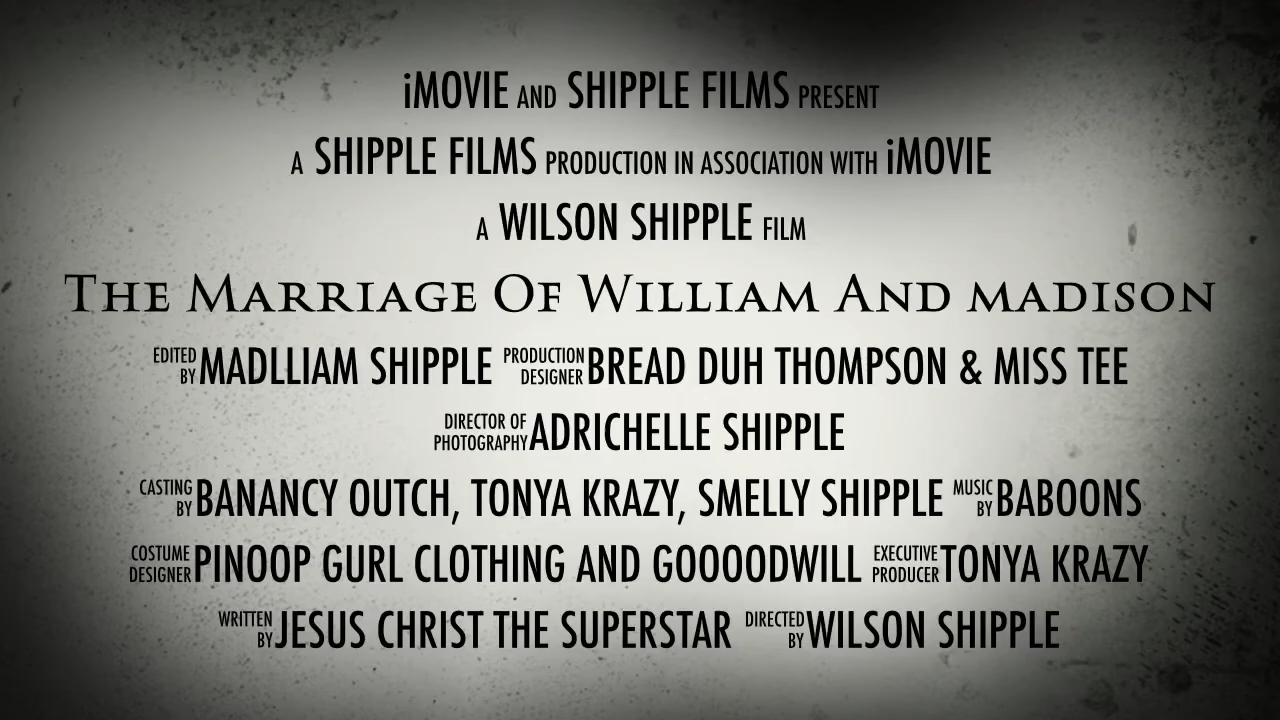 iMOVIE AND SHIPPLE FILMS PRESENT
A SHIPPLE FILMS PRODUCTION IN ASSOCIATION WITH iMOVIE
A WILSON SHIPPLE FILM
The Marriage Of William And madison
EDITED BY MADLLIAM SHIPPLE PRODUCTION DESIGNER BREAD DUH THOMPSON & MISS TEE
DIRECTOR OF PHOTOGRAPHY ADRICHELLE SHIPPLE
CASTING BY BANANCY OUTCH, TONYA KRAZY, SMELLY SHIPPLE MUSIC BY BABOONS
COSTUME DESIGNER PINOOP GURL CLOTHING AND GOOOODWILL EXECUTIVE PRODUCER TONYA KRAZY
WRITTEN BY JESUS CHRIST THE SUPERSTAR DIRECTED BY WILSON SHIPPLE